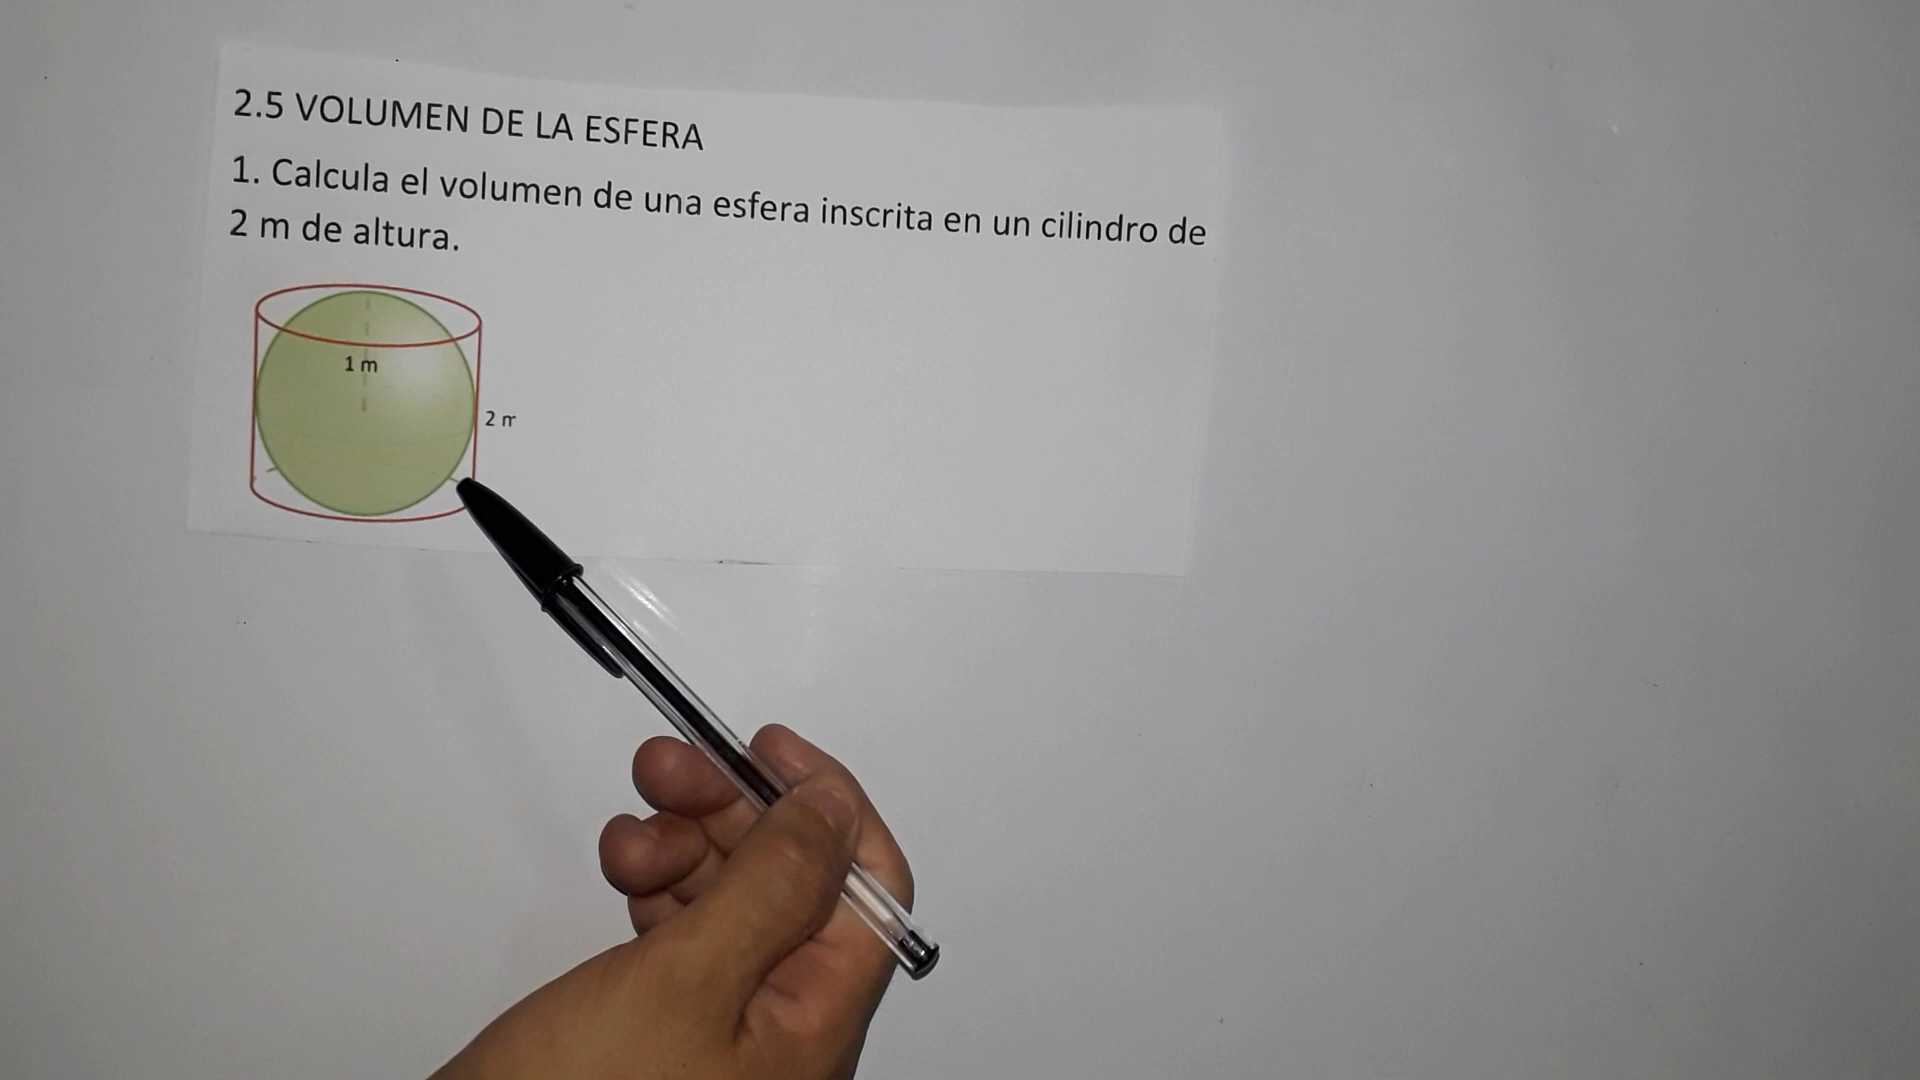 2.5 VOLUMEN DE LA ESFERA
1. Calcula el volumen de una esfera inscrita en un cilindro de
2 m de altura.
1 m
2 m